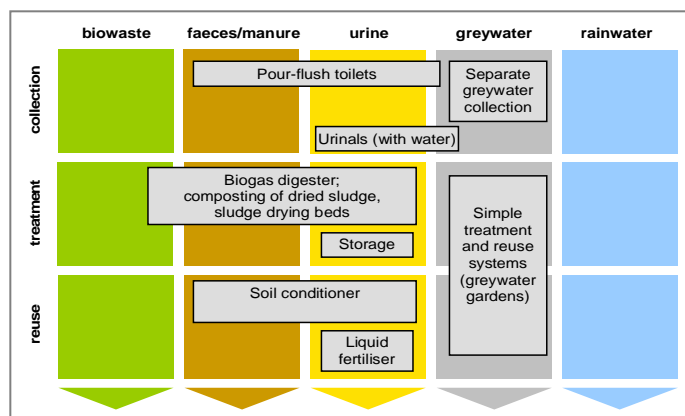 biowaste
faeces/manure
urine
greywater
rainwater
collection
Pour-flush toilets
Separate
greywater
collection
Urinals (with water)
treatment
Biogas digester;
composting of dried sludge,
sludge drying beds
Storage
Simple
treatment
and reuse
systems
(greywater
gardens)
reuse
Soil conditioner
Liquid
fertiliser